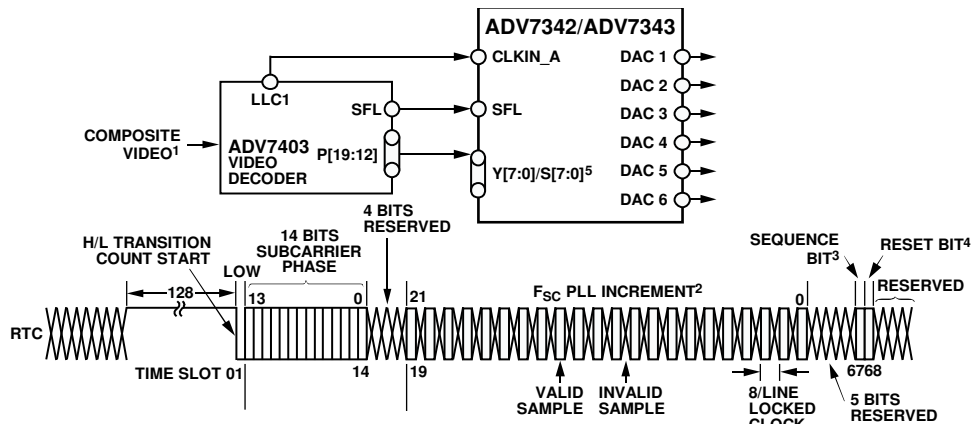 ADV7342/ADV7343
CLKIN_A
DAC 1
LLC1
DAC 2
SFL
SFL
DAC 3
COMPOSITE
VIDEO1
ADV7403
VIDEO
DECODER
P[19:12]
DAC 4
Y[7:0]/S[7:0]5
DAC 5
DAC 6
4 BITS
RESERVED
H/L TRANSITION
COUNT START
LOW
14 BITS
SUBCARRIER
PHASE
SEQUENCE
BIT3
RESET BIT4
RESERVED
128
13
0
21
FSC PLL INCREMENT2
0
RTC
TIME SLOT 01
14
19
6768
VALID
SAMPLE
INVALID
SAMPLE
8/LINE
LOCKED
CLOCK
5 BITS
RESERVED